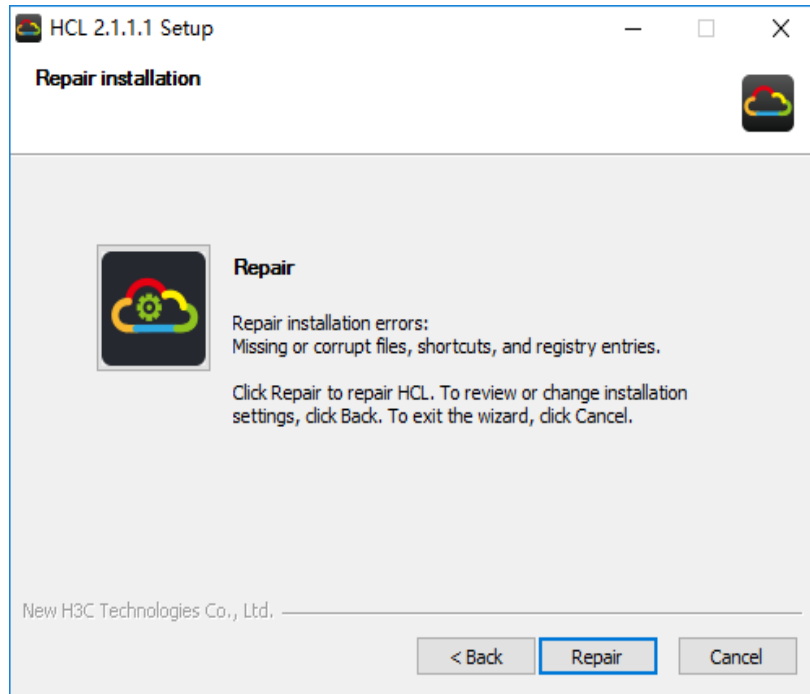 HCL 2.1.1.1 Setup
Repair installation
Repair
Repair installation errors:
Missing or corrupt files, shortcuts, and registry entries.
Click Repair to repair HCL. To review or change installation
settings, click Back. To exit the wizard, click Cancel.
New H3C Technologies Co., Ltd.
< Back
Repair
Cancel